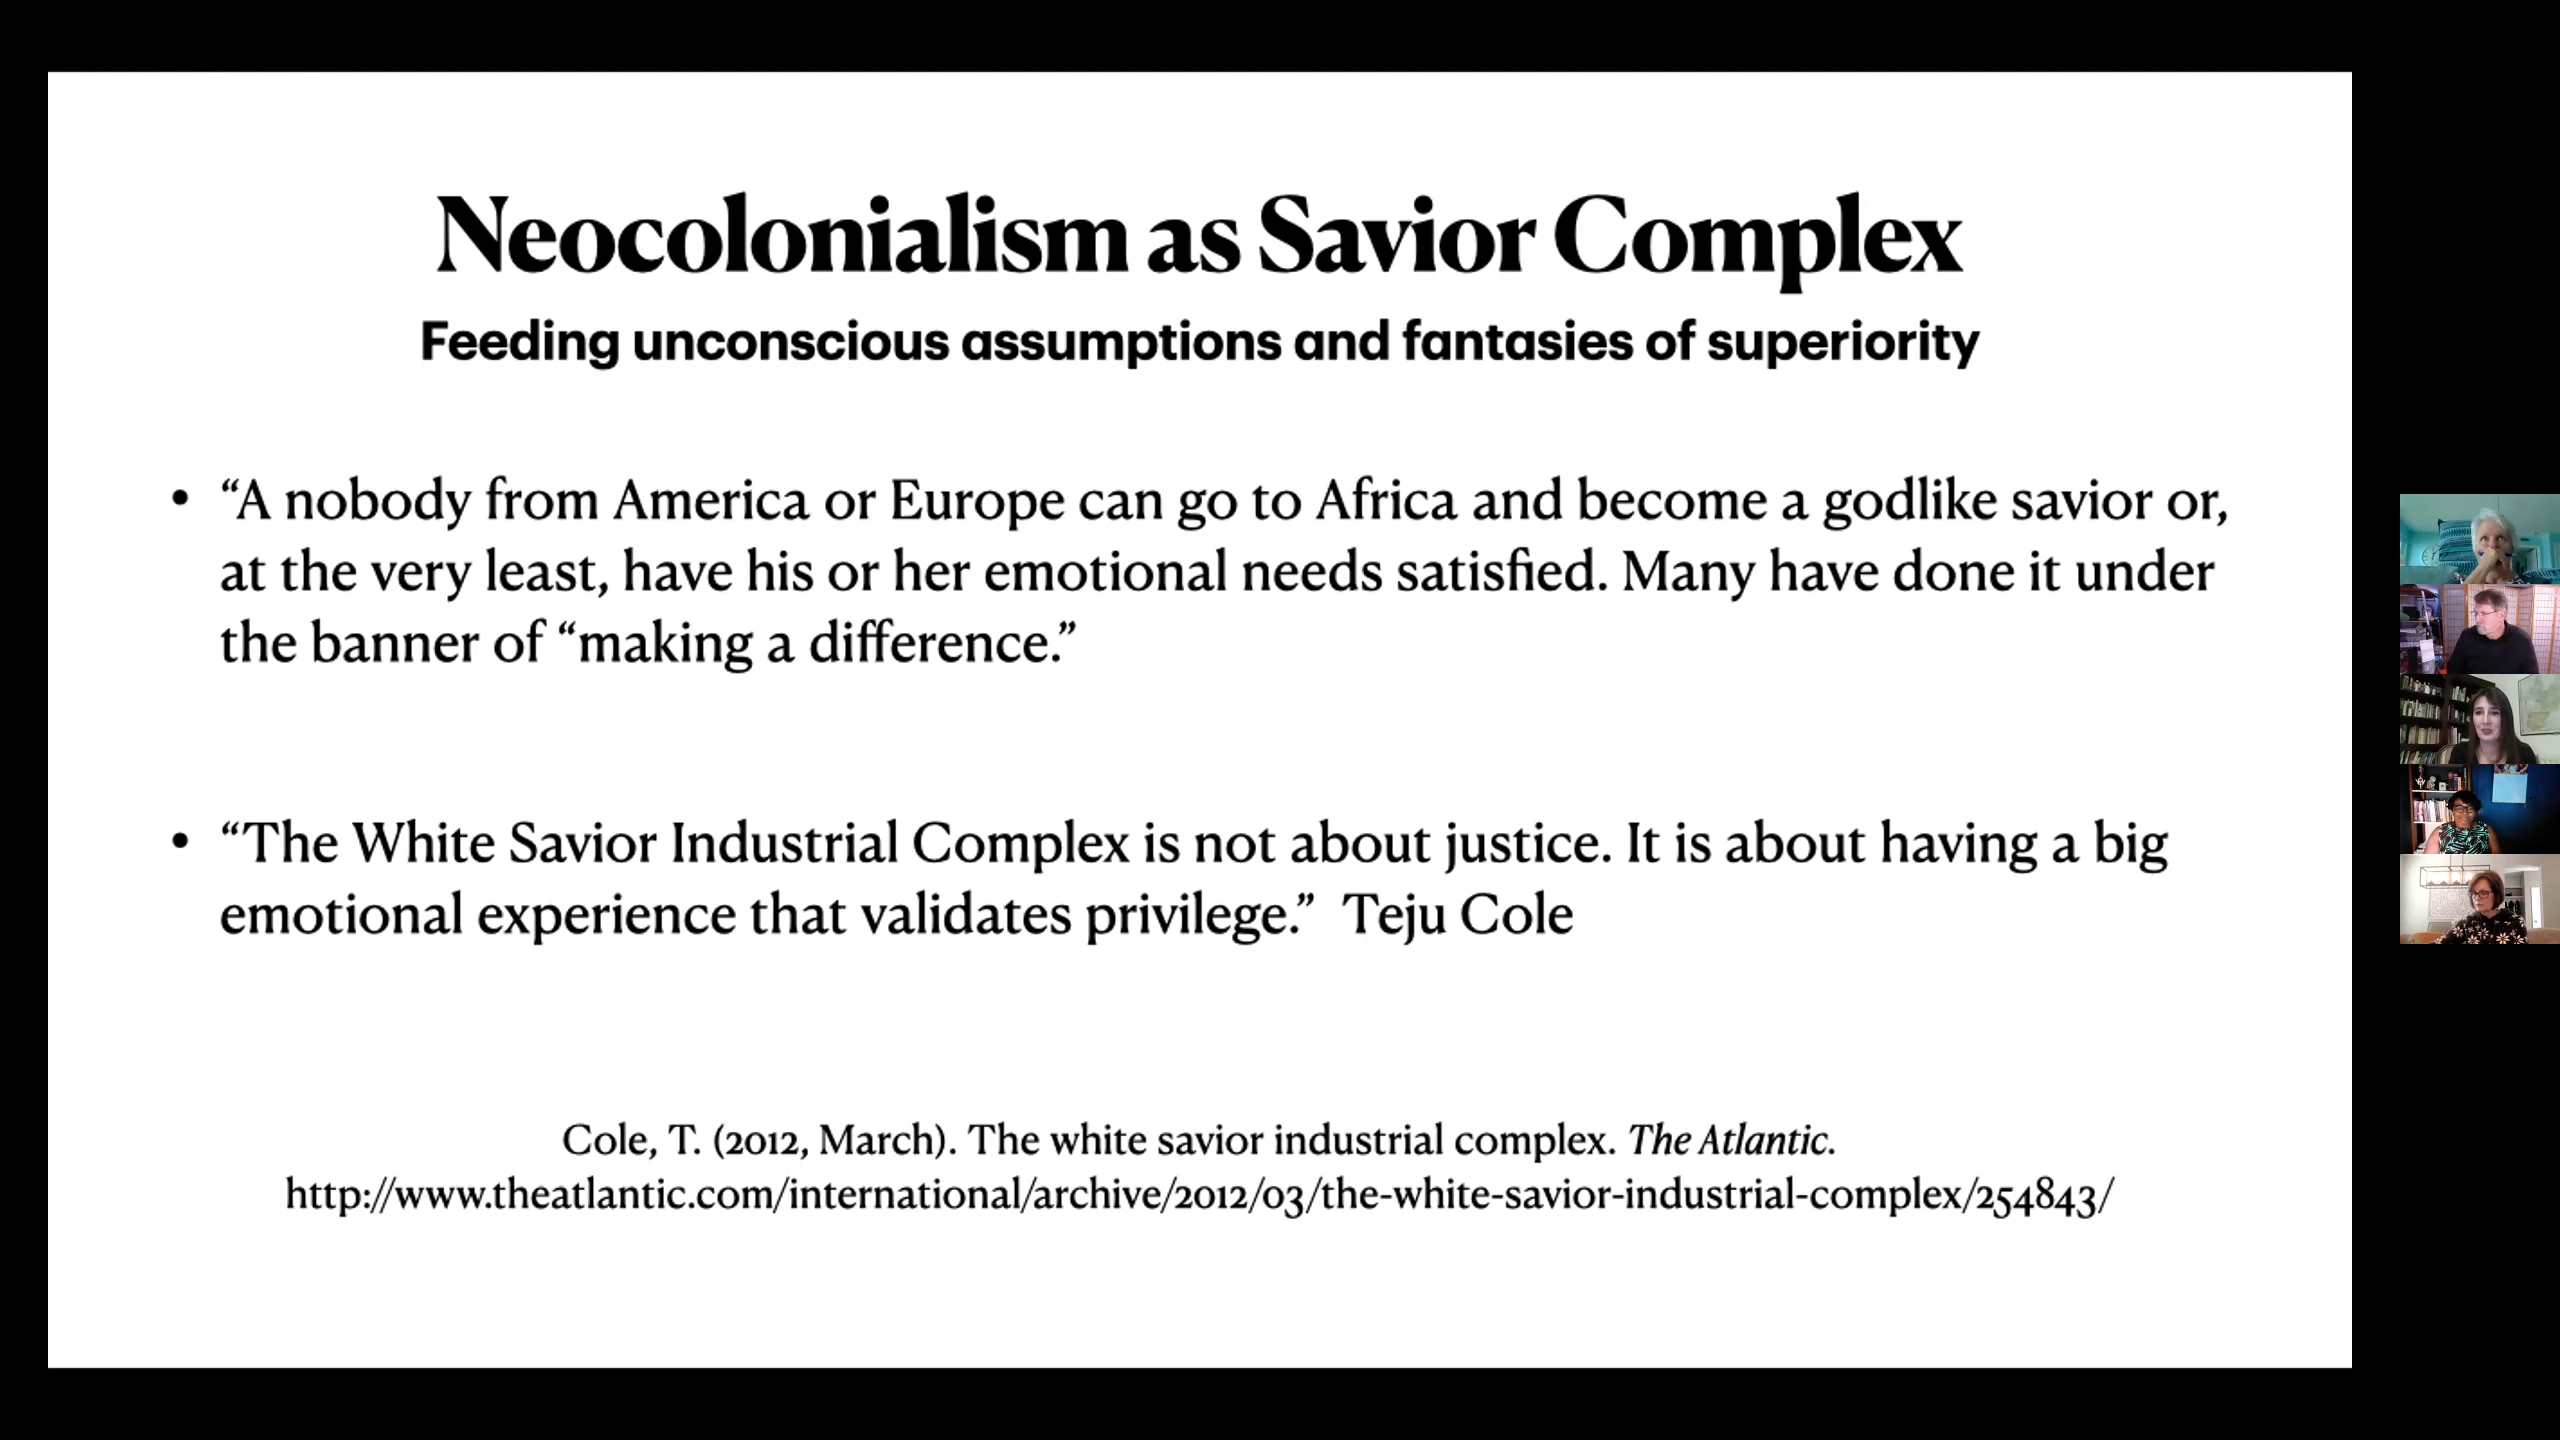 Neocolonialism as Savior Complex
Feeding unconscious assumptions and fantasies of superiority
• “A nobody from America or Europe can go to Africa and become a godlike savior or,
at the very least, have his or her emotional needs satisfied. Many have done it under
the banner of “making a difference.”
• “The White Savior Industrial Complex is not about justice. It is about having a big
emotional experience that validates privilege.”  Teju Cole
Cole, T. (2012, March). The white savior industrial complex. The Atlantic.
http://www.theatlantic.com/international/archive/2012/03/the-white-savior-industrial-complex/254843/